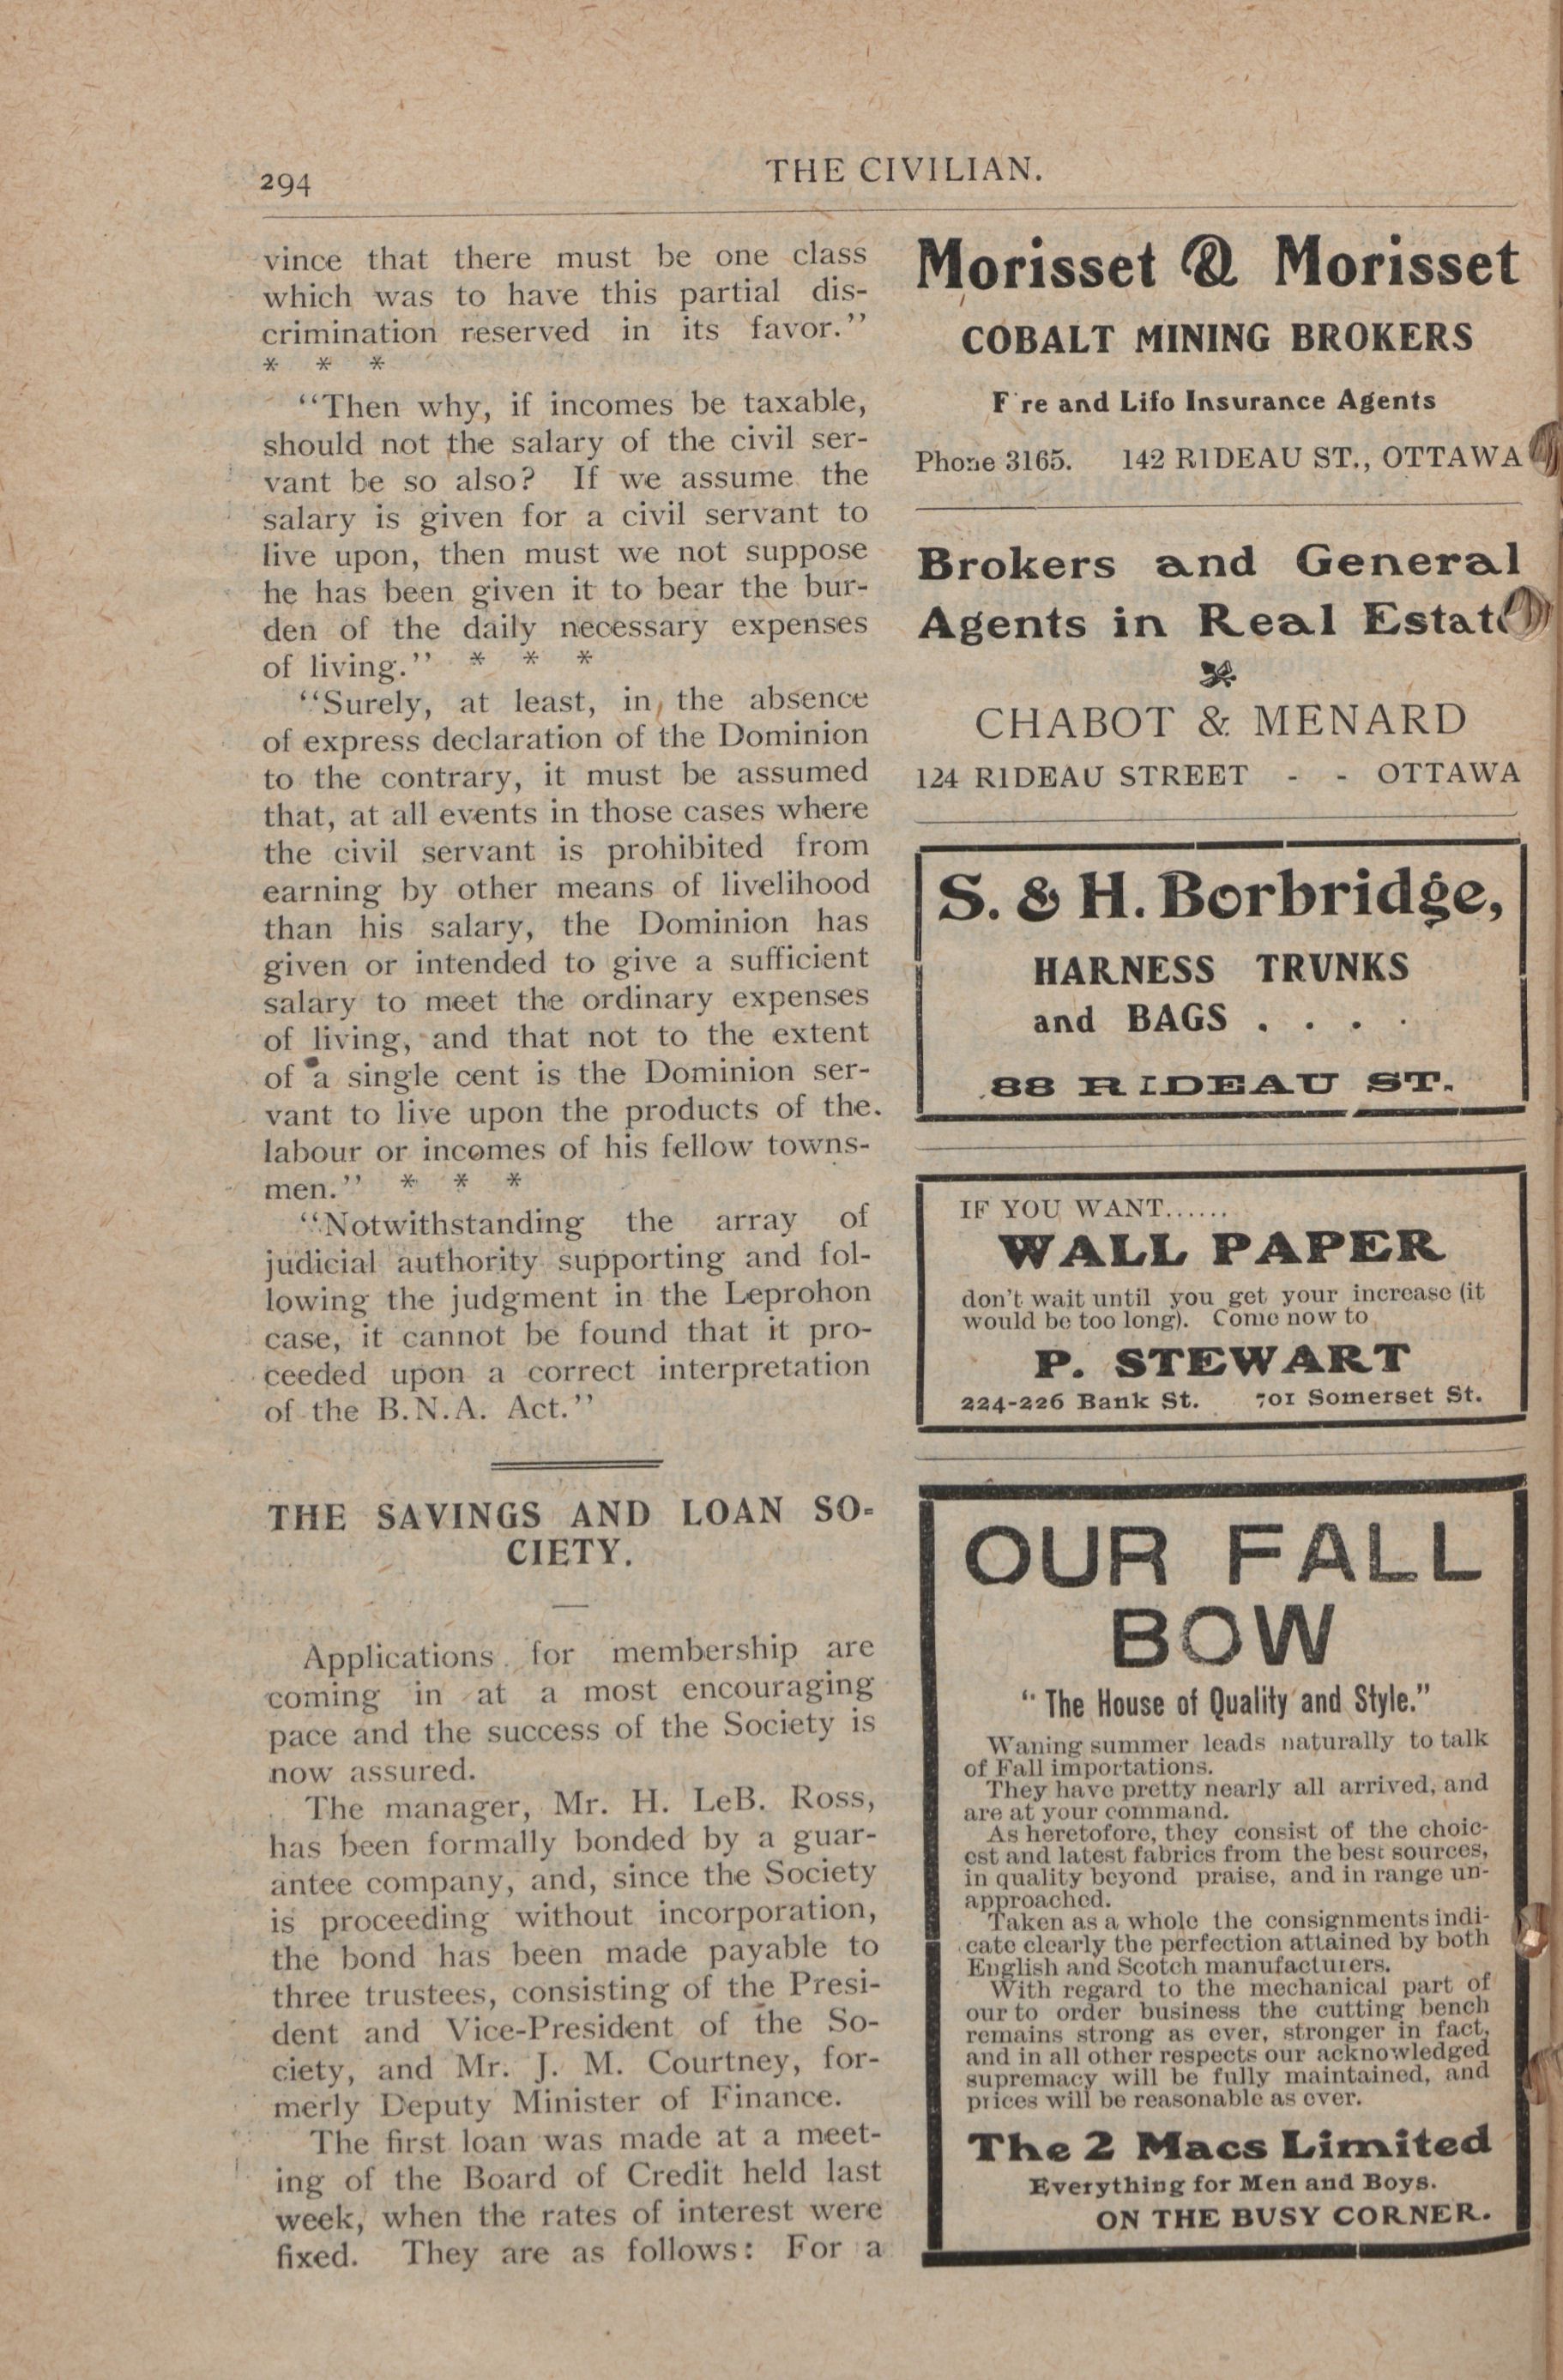 294
THE CIVILIAN.
vince that there must be one class
which was to have this partial dis-
crimination reserved in its favor."
* * *
"Then why, if incomes be taxable,
should not the salary of the civil ser-
vant be so also? If we assume the
salary is given for a civil servant to
live upon, then must we not suppose
he has been given it to bear the bur-
den of the daily necessary expenses
of living." * * *
"Surely, at least, in, the absence
of express declaration of the Dominion
to the contrary, it must be assumed
that, at all events in those cases where
the civil servant is prohibited from
earning by other means of livelihood
than his salary, the Dominion has
given or intended to give a sufficient
salary to meet the ordinary expenses
of living, and that not to the extent
of a single cent is the Dominion ser-
vant to live upon the products of the
labour or incomes of his fellow towns-
men." * * *
"Notwithstanding the array of
judicial authority supporting and fol-
lowing the judgment in the Leprohon
case, it cannot be found that it pro-
ceeded upon a correct interpretation
of the B.N.A. Act."
THE SAVINGS AND LOAN SO-
CIETY.
Applications for membership are
coming in at a most encouraging
pace and the success of the Society is
now assured.
The manager, Mr. H. LeB. Ross,
has been formally bonded by a guar-
antee company, and, since the Society
is proceeding without incorporation,
the bond has been made payable to
three trustees, consisting of the Presi-
dent and Vice-President of the So-
ciety, and Mr. J. M. Courtney, for-
merly Deputy Minister of Finance.
The first loan was made at a meet-
ing of the Board of Credit held last
week, when the rates of interest were
fixed. They are as follows: For a
Morisset & Morisset
COBALT MINING BROKERS
F re and Lifo Insurance Agents
Phone 3165. 142 RIDEAU ST., OTTAWA
Brokers and General
Agents in Real Estate
CHABOT & MENARD
124 RIDEAU STREET - - OTTAWA
S. & H. Borbridge,
HARNESS TRUNKS
and BAGS . . . .
88 RIDEAU ST.
IF YOU WANT......
WALL PAPER
don't wait until you get your increase (it
would be too long). Come now to
P. STEWART
224-226 Bank St. 701 Somerset St.
OUR FALL
BOW
"The House of Quality and Style."
Waning summer leads naturally to talk
of Fall importations.
They have pretty nearly all arrived, and
are at your command.
As heretofore, they consist of the choic-
est and latest fabrics from the best sources,
in quality beyond praise, and in range un-
approached.
Taken as a whole the consignments indi-
cate clearly the perfection attained by both
English and Scotch manufacturers.
With regard to the mechanical part of
our to order business the cutting bench
remains strong as ever, stronger in fact,
and in all other respects our acknowledged
supremacy will be fully maintained, and
prices will be reasonable as ever.
The 2 Macs Limited
Everything for Men and Boys.
ON THE BUSY CORNER.